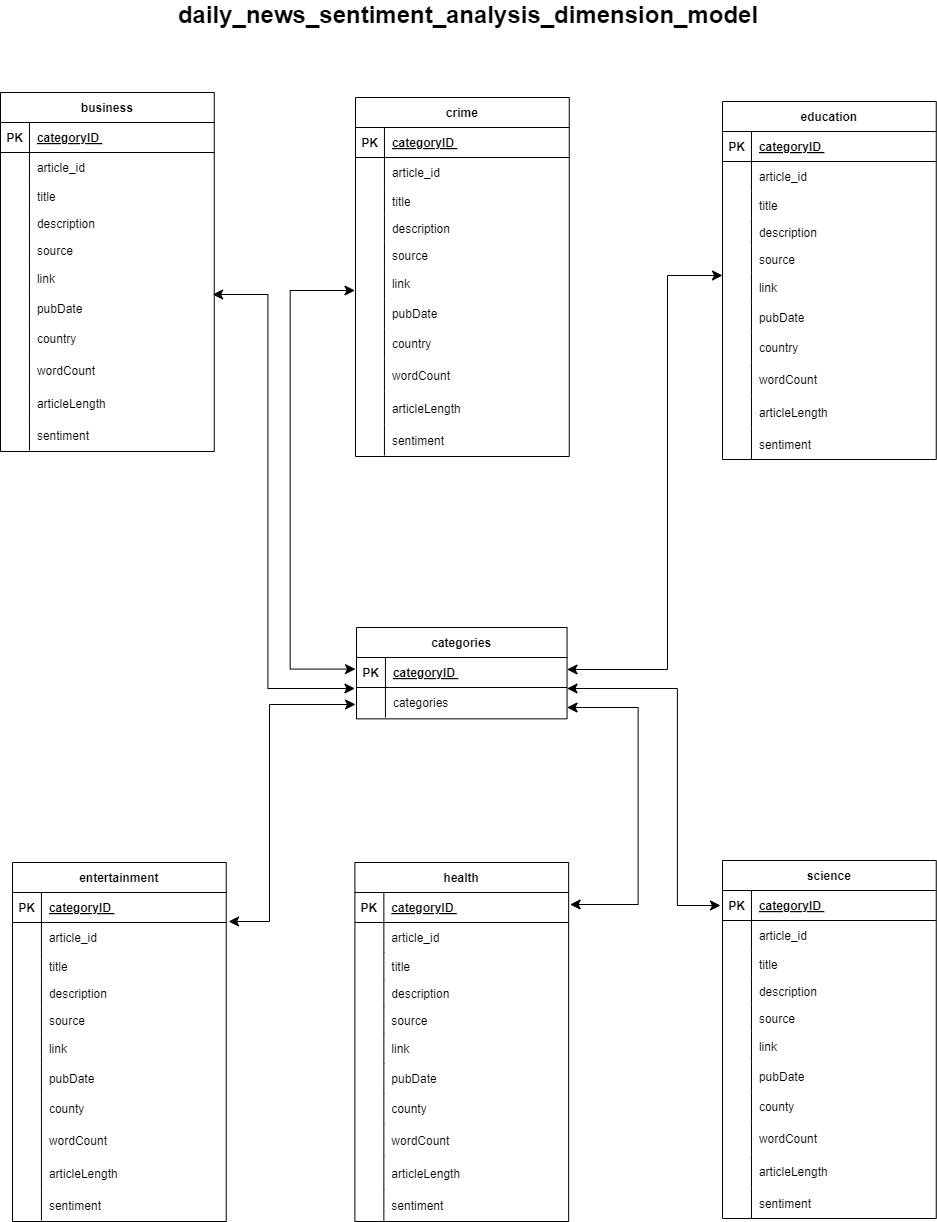 daily_news_sentiment_analysis_dimension_model
business
PK categoryID
article_id
title
description
source
link
pubDate
country
wordCount
articleLength
sentiment
crime
PK categoryID
article_id
title
description
source
link
pubDate
country
wordCount
articleLength
sentiment
education
PK categoryID
article_id
title
description
source
link
pubDate
country
wordCount
articleLength
sentiment
categories
PK categoryID
categories
entertainment
PK categoryID
article_id
title
description
source
link
pubDate
county
wordCount
articleLength
sentiment
health
PK categoryID
article_id
title
description
source
link
pubDate
county
wordCount
articleLength
sentiment
science
PK categoryID
article_id
title
description
source
link
pubDate
county
wordCount
articleLength
sentiment